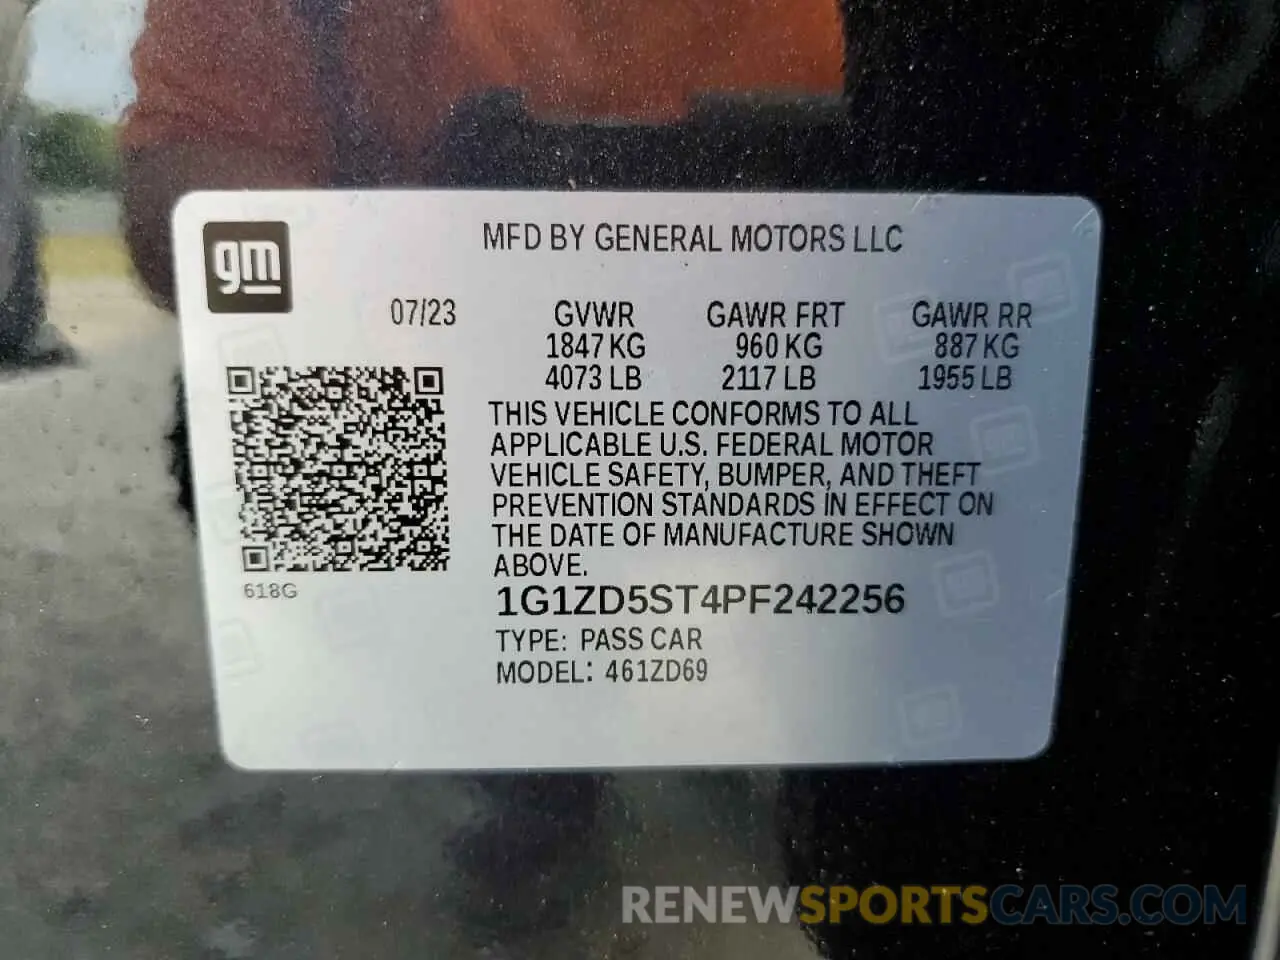 gm
MFD BY GENERAL MOTORS LLC
07/23 GVWR GAWR FRT GAWR RR
1847 KG 960 KG 887 KG
4073 LB 2117 LB 1955 LB
THIS VEHICLE CONFORMS TO ALL
APPLICABLE U.S. FEDERAL MOTOR
VEHICLE SAFETY, BUMPER, AND THEFT
PREVENTION STANDARDS IN EFFECT ON
THE DATE OF MANUFACTURE SHOWN
ABOVE.
618G
1G1ZD5ST4PF242256
TYPE: PASS CAR
MODEL: 461ZD69
RENEWSPORTSCARS.COM